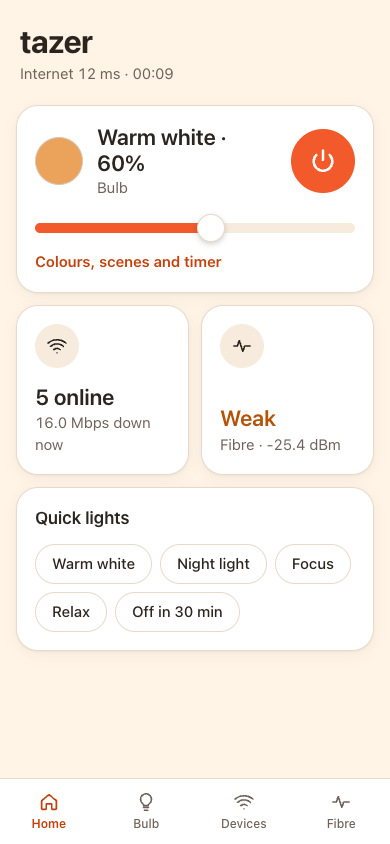 tazer
Internet 12 ms · 00:09
Warm white ·
60%
Bulb
Colours, scenes and timer
5 online
16.0 Mbps down
now
Weak
Fibre · -25.4 dBm
Quick lights
Warm white
Night light
Focus
Relax
Off in 30 min
Home
Bulb
Devices
Fibre